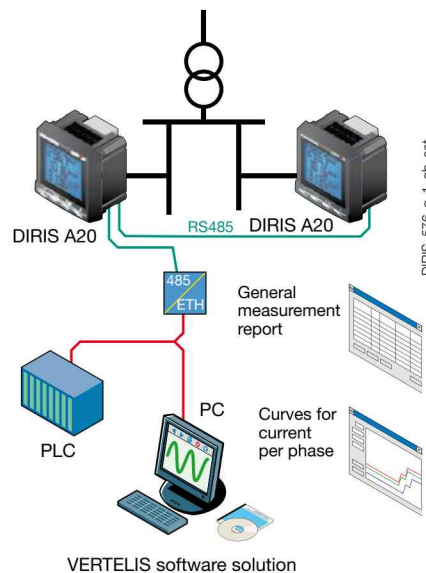 DIRIS A20
RS485
DIRIS A20
485
ETH
General
measurement
report
PLC
PC
Curves for
current
per phase
VERTELIS software solution